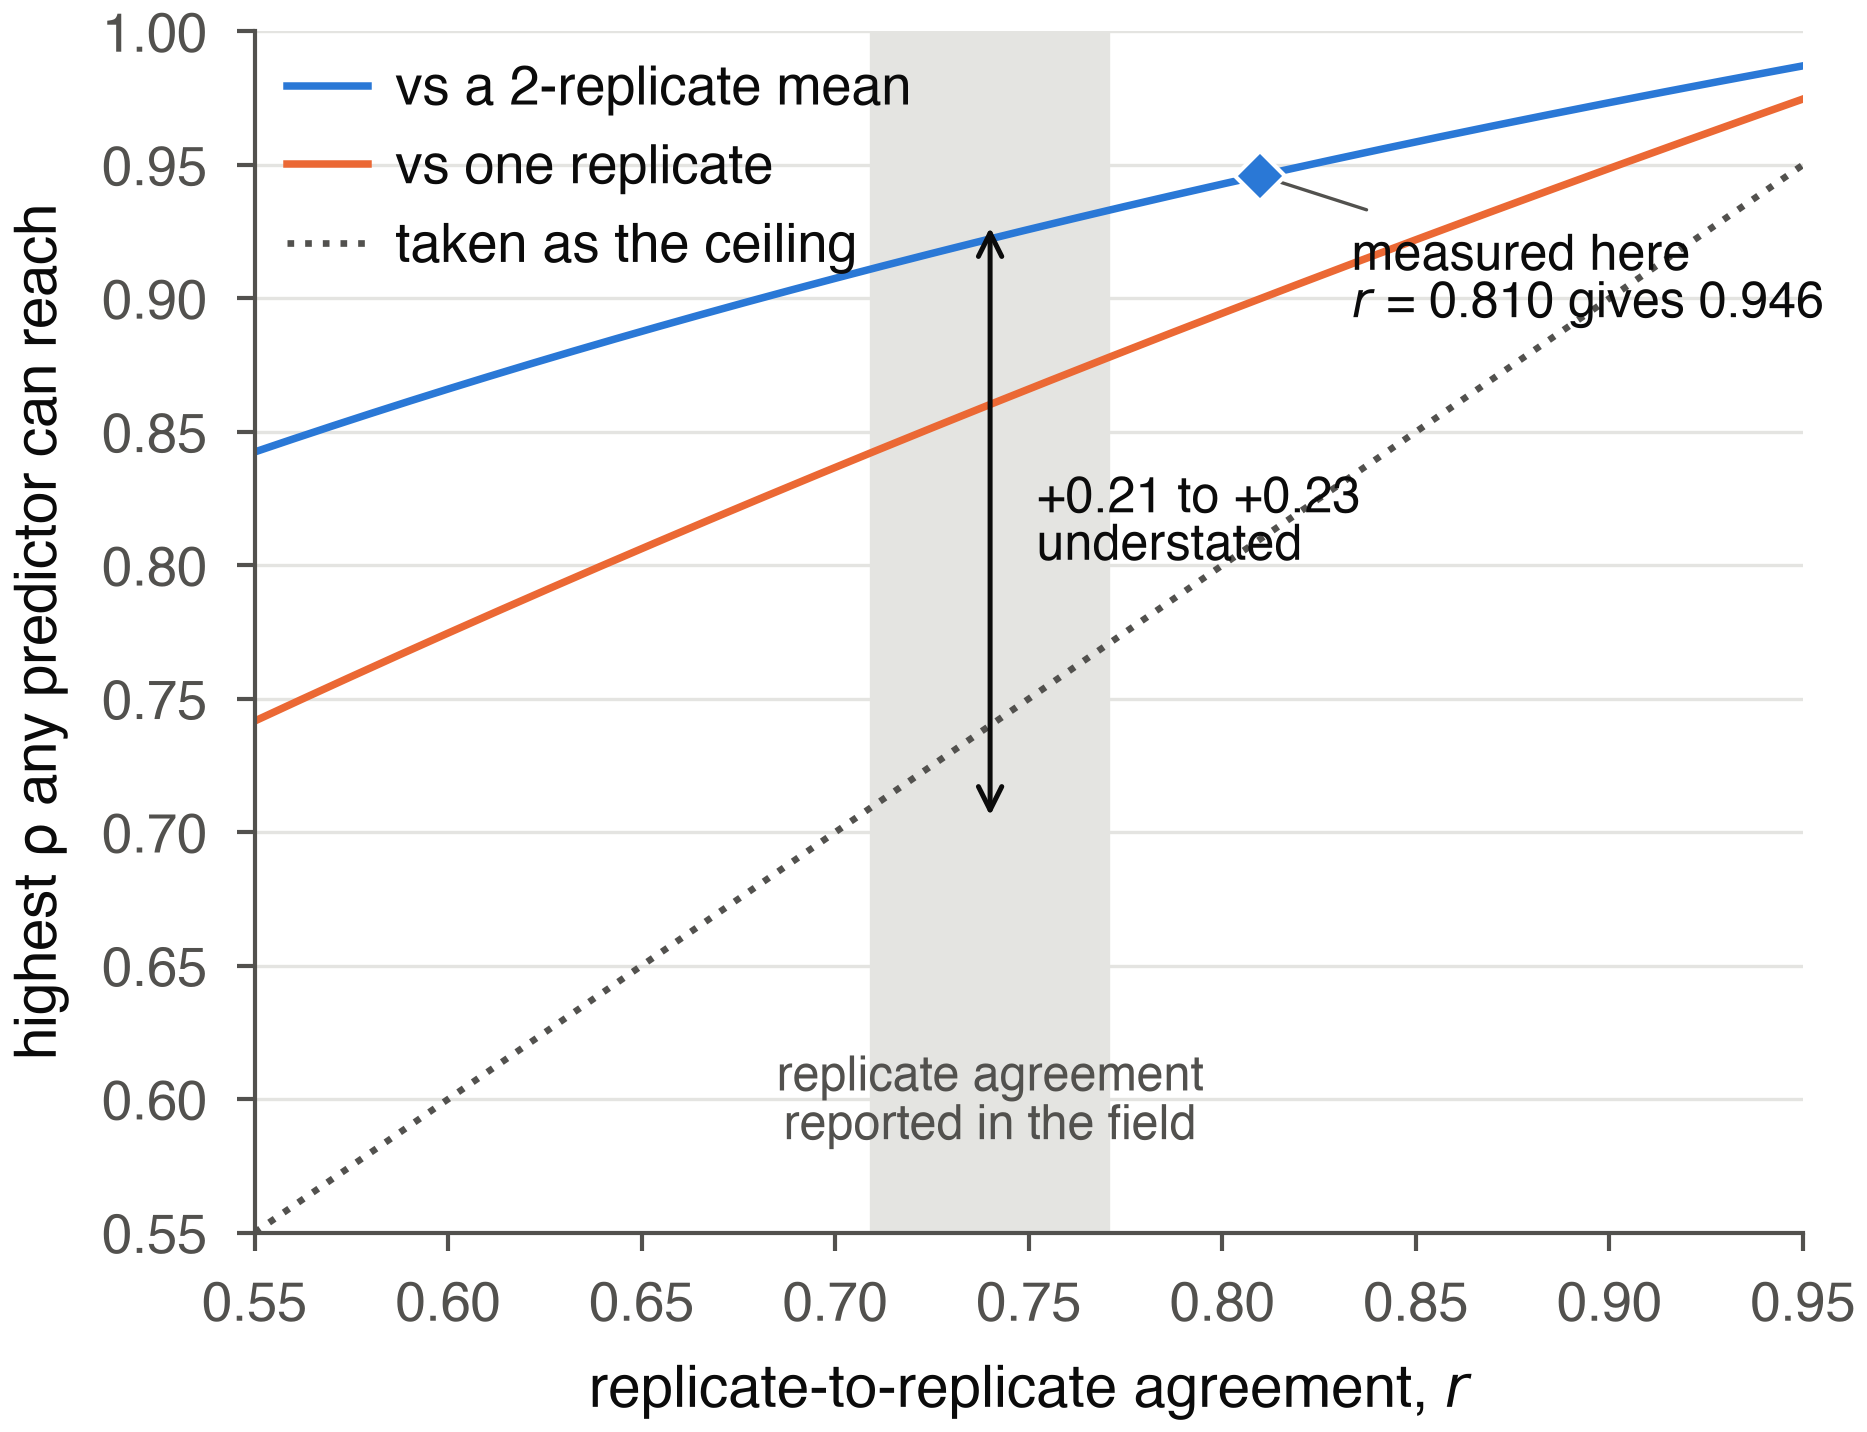 1.00
0.95
0.90
0.85
0.80
0.75
0.70
0.65
0.60
0.55
highest ρ any predictor can reach
vs a 2-replicate mean
vs one replicate
taken as the ceiling
measured here
r = 0.810 gives 0.946
+0.21 to +0.23
understated
replicate agreement
reported in the field
0.55 0.60 0.65 0.70 0.75 0.80 0.85 0.90 0.95
replicate-to-replicate agreement, r